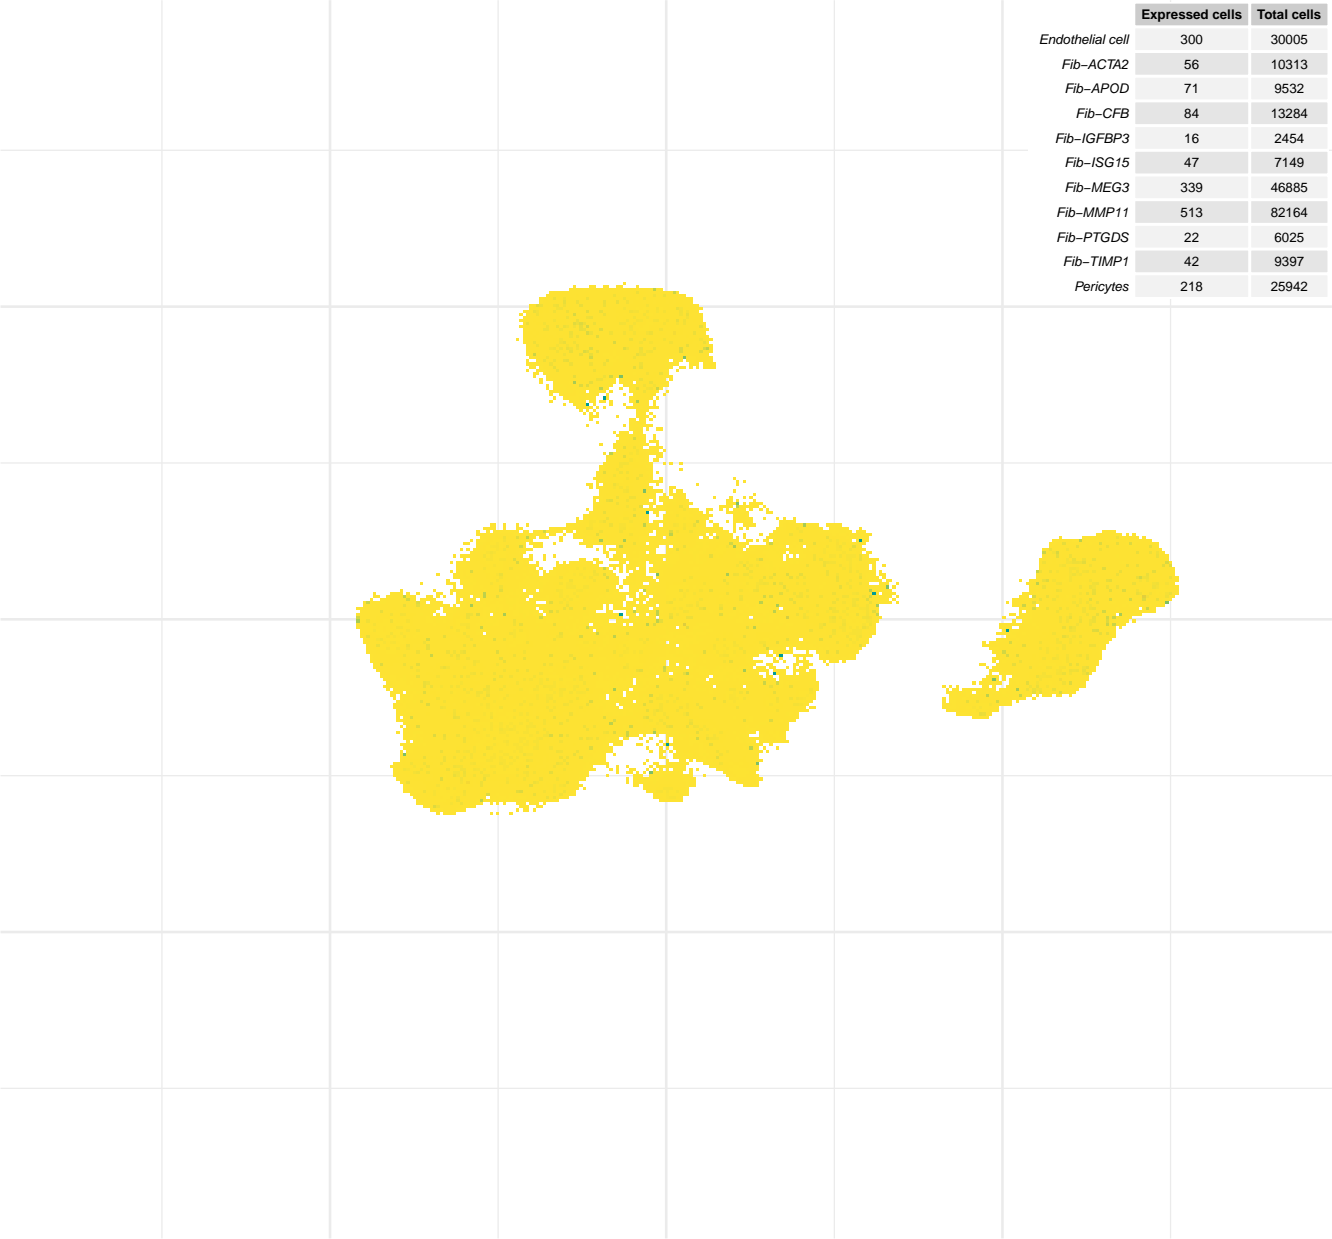 Expressed cells Total cells
Endothelial cell 300 30005
Fib−ACTA2 56 10313
Fib−APOD 71 9532
Fib−CFB 84 13284
Fib−IGFBP3 16 2454
Fib−ISG15 47 7149
Fib−MEG3 339 46885
Fib−MMP11 513 82164
Fib−PTGDS 22 6025
Fib−TIMP1 42 9397
Pericytes 218 25942